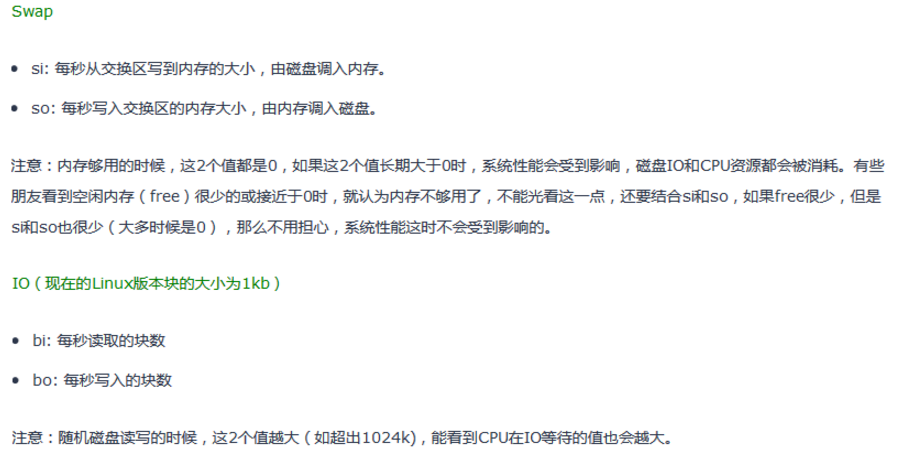 Swap
si: 每秒从交换区写到内存的大小，由磁盘调入内存。
so: 每秒写入交换区的内存大小，由内存调入磁盘。
注意：内存够用的时候，这2个值都是0，如果这2个值长期大于0时，系统性能会受到影响，磁盘IO和CPU资源都会被消耗。有些
朋友看到空闲内存（free）很少的或接近于0时，就认为内存不够用了，不能光看这一点，还要结合si和so，如果free很少，但是
si和so也很少（大多时候是0），那么不用担心，系统性能这时不会受到影响的。
IO（现在的Linux版本块的大小为1kb）
bi: 每秒读取的块数
bo: 每秒写入的块数
注意：随机磁盘读写的时候，这2个值越大（如超出1024k)，能看到CPU在IO等待的值也会越大。